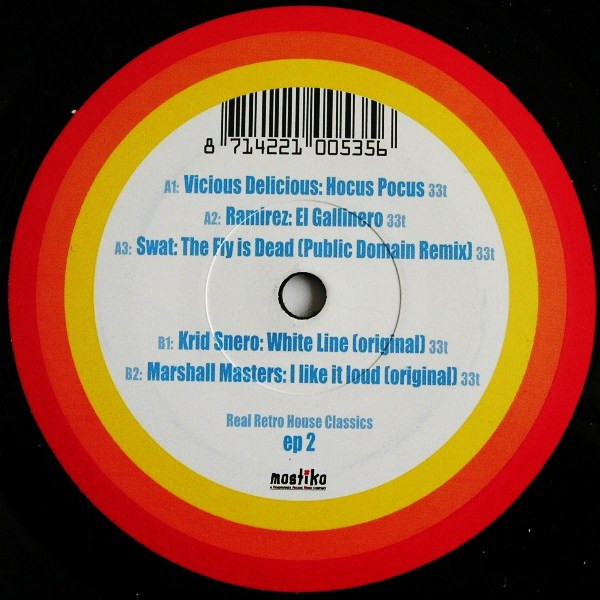 8 714221 005356
A1: Vicious Delicious: Hocus Pocus 33t
A2: Ramirez: El Gallinero 33t
A3: Swat: The Fly is Dead (Public Domain Remix) 33t
B1: Krid Snero: White Line (original) 33t
B2: Marshall Masters: I like it loud (original) 33t
Real Retro House Classics
ep 2
mostiko